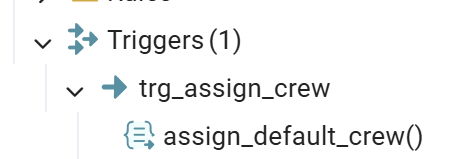 Triggers (1)
trg_assign_crew
assign_default_crew()